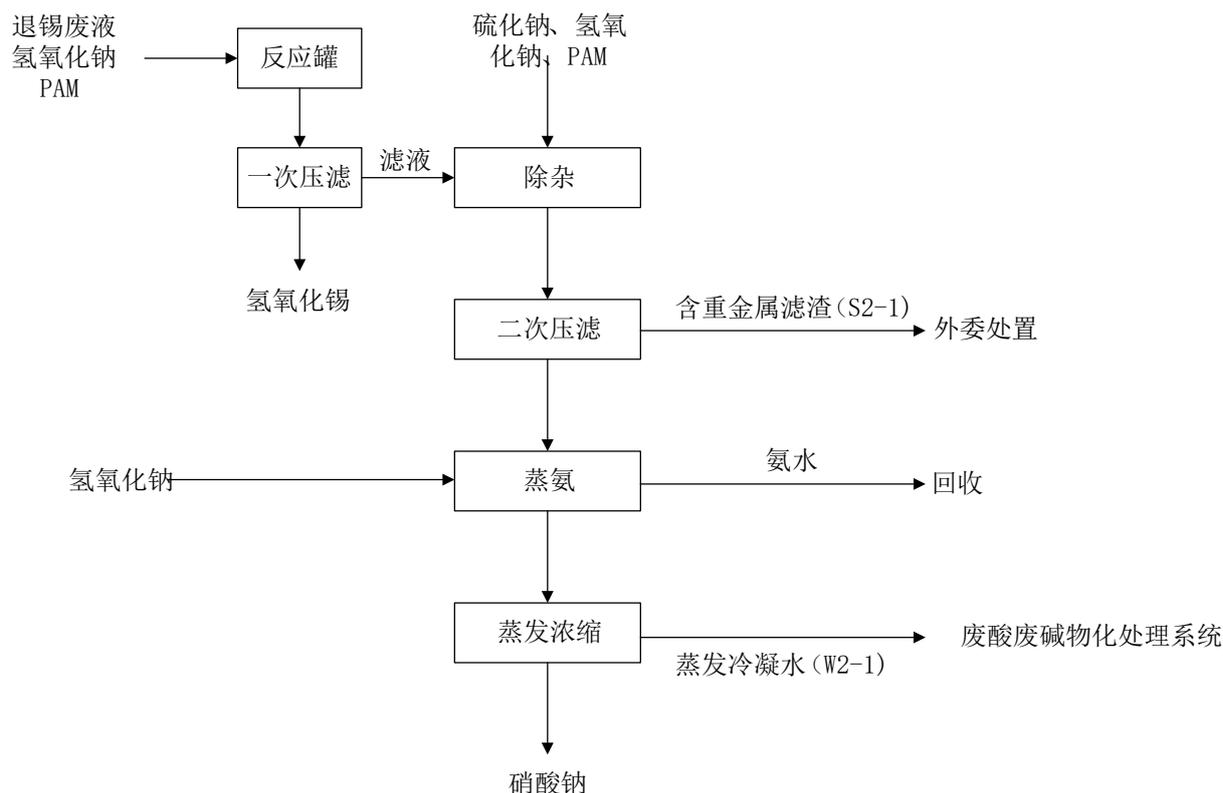 退锡废液
氢氧化钠
PAM
反应罐
硫化钠、氢氧
化钠、PAM
一次压滤
滤液
除杂
氢氧化锡
二次压滤
含重金属滤渣(S2-1)
外委处置
氢氧化钠
蒸氨
氨水
回收
蒸发浓缩
蒸发冷凝水(W2-1)
废酸废碱物化处理系统
硝酸钠